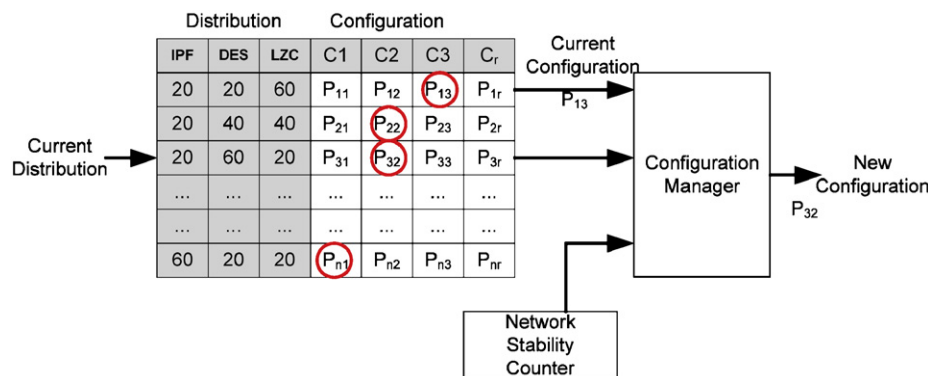 Distribution Configuration
IPF DES LZC C1 C2 C3 Cr
20 20 60 P11 P12 P13 P1r
20 40 40 P21 P22 P23 P2r
20 60 20 P31 P32 P33 P3r
... ... ... ... ... ... ...
... ... ... ... ... ... ...
60 20 20 Pn1 Pn2 Pn3 Pnr
Current
Distribution
Current
Configuration
P13
Configuration
Manager
New
Configuration
P32
Network
Stability
Counter